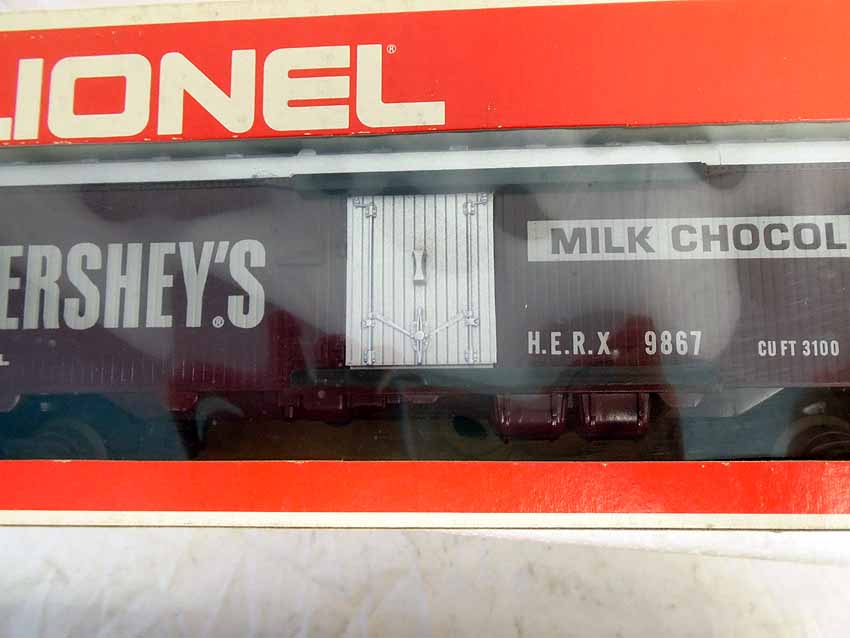 LIONEL®
ERSHEY'S®
MILK CHOCOL
H.E.R.X 9867 CU FT 3100
L